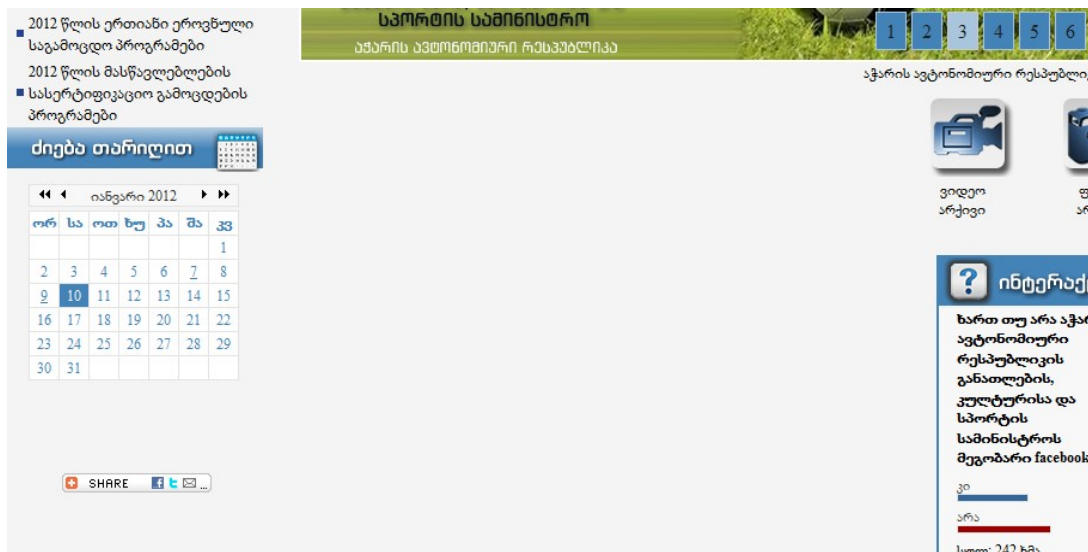 2012 წლის ერთიანი ეროვნული
საგამოცდო პროგრამები
2012 წლის მასწავლებლების
სასერტიფიკაციო გამოცდების
პროგრამები
ძიება თარიღით
იანვარი 2012
ორ სა ოთ ხუ პა შა კვ
1
2 3 4 5 6 7 8
9 10 11 12 13 14 15
16 17 18 19 20 21 22
23 24 25 26 27 28 29
30 31
SHARE ...
სპორტის სამინისტრო
აჭარის ავტონომიური რესპუბლიკა
1 2 3 4 5 6
აჭარის ავტონომიური
ვიდეო
არქივი
ხართ თუ არა
ავტონომიური
რესპუბლიკის
განათლების,
კულტურისა და
სპორტის
სამინისტროს
მეგობარი facebook
კი
არა
სულ: 242 ხმა